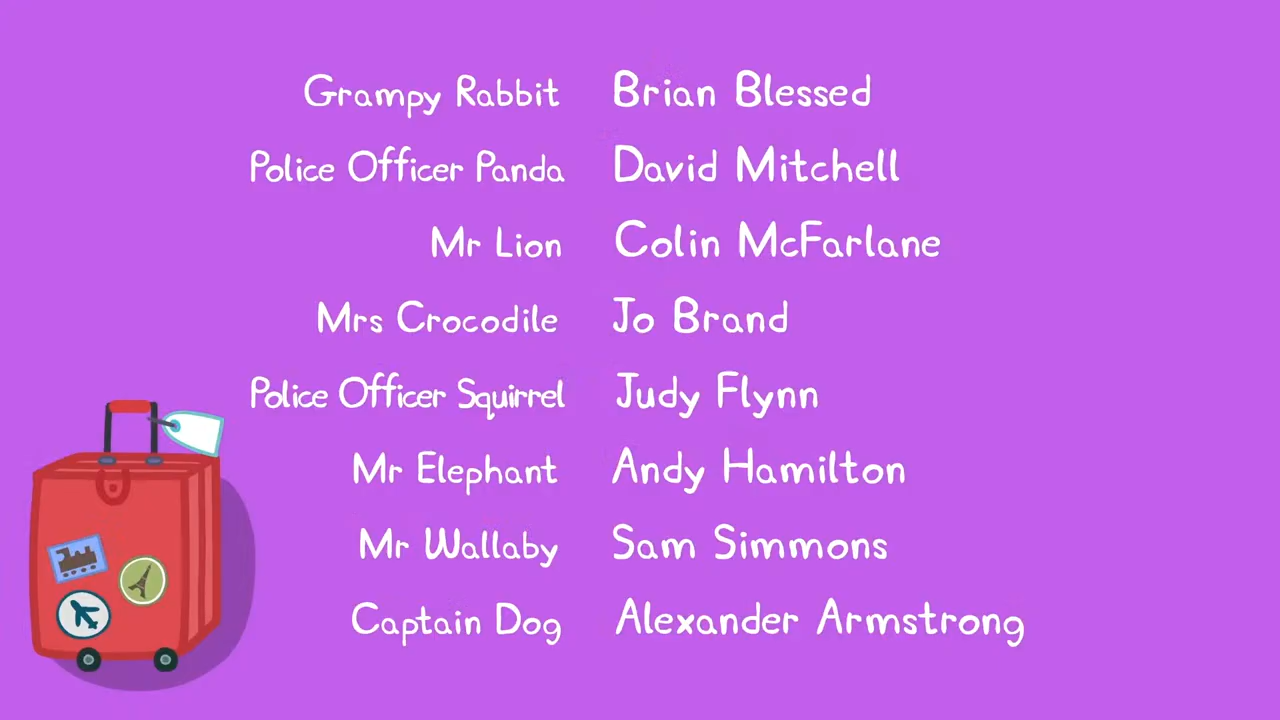 Grampy Rabbit Brian Blessed
Police Officer Panda David Mitchell
Mr Lion Colin McFarlane
Mrs Crocodile Jo Brand
Police Officer Squirrel Judy Flynn
Mr Elephant Andy Hamilton
Mr Wallaby Sam Simmons
Captain Dog Alexander Armstrong